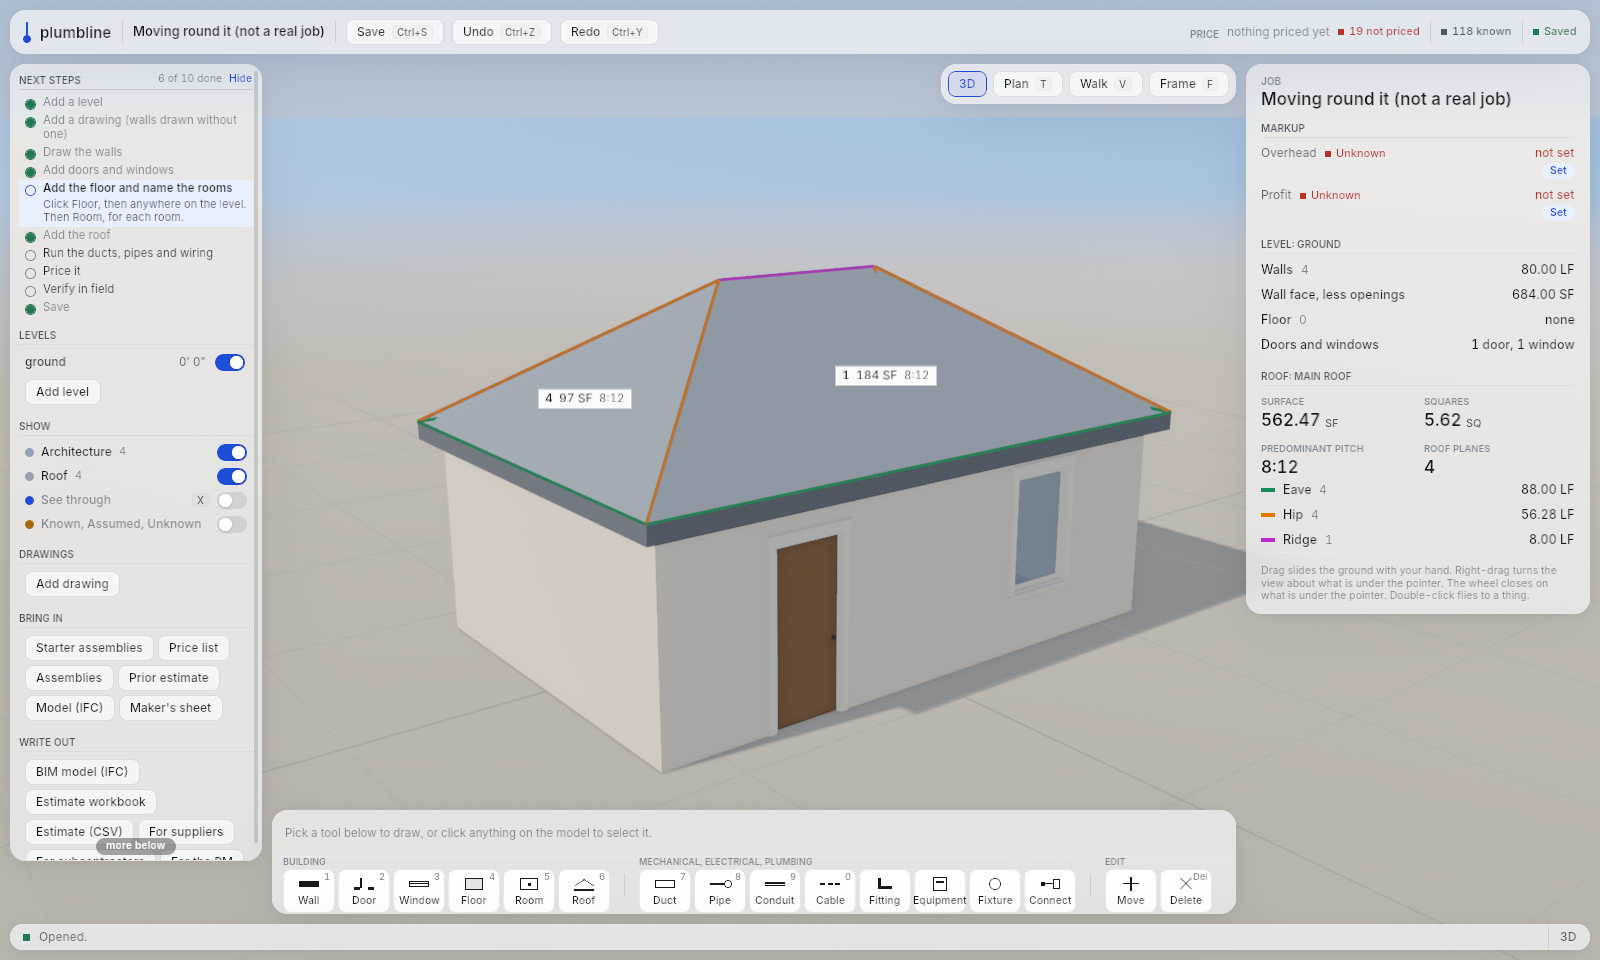 plumbline
Moving round it (not a real job)
Save Ctrl+S
Undo Ctrl+Z
Redo Ctrl+Y
PRICE nothing priced yet
19 not priced
118 known
Saved
NEXT STEPS 6 of 10 done Hide
Add a level
Add a drawing (walls drawn without
one)
Draw the walls
Add doors and windows
Add the floor and name the rooms
Click Floor, then anywhere on the level.
Then Room, for each room.
Add the roof
Run the ducts, pipes and wiring
Price it
Verify in field
Save
LEVELS
ground 0' 0"
Add level
SHOW
Architecture 4
Roof 4
See through X
Known, Assumed, Unknown
DRAWINGS
Add drawing
BRING IN
Starter assemblies Price list
Assemblies Prior estimate
Model (IFC) Maker's sheet
WRITE OUT
BIM model (IFC)
Estimate workbook
Estimate (CSV) For suppliers
more below
For subcontractors For the PM
3D Plan T Walk V Frame F
4 97 SF 8:12
1 184 SF 8:12
JOB
Moving round it (not a real job)
MARKUP
Overhead Unknown not set
Set
Profit Unknown not set
Set
LEVEL: GROUND
Walls 4 80.00 LF
Wall face, less openings 684.00 SF
Floor 0 none
Doors and windows 1 door, 1 window
ROOF: MAIN ROOF
SURFACE SQUARES
562.47 SF 5.62 SQ
PREDOMINANT PITCH ROOF PLANES
8:12 4
Eave 4 88.00 LF
Hip 4 56.28 LF
Ridge 1 8.00 LF
Drag slides the ground with your hand. Right-drag turns the
view about what is under the pointer. The wheel closes on
what is under the pointer. Double-click flies to a thing.
Pick a tool below to draw, or click anything on the model to select it.
BUILDING MECHANICAL, ELECTRICAL, PLUMBING EDIT
1 2 3 4 5 6 7 8 9 0 Del
Wall Door Window Floor Room Roof Duct Pipe Conduit Cable Fitting Equipment Fixture Connect Move Delete
Opened. 3D